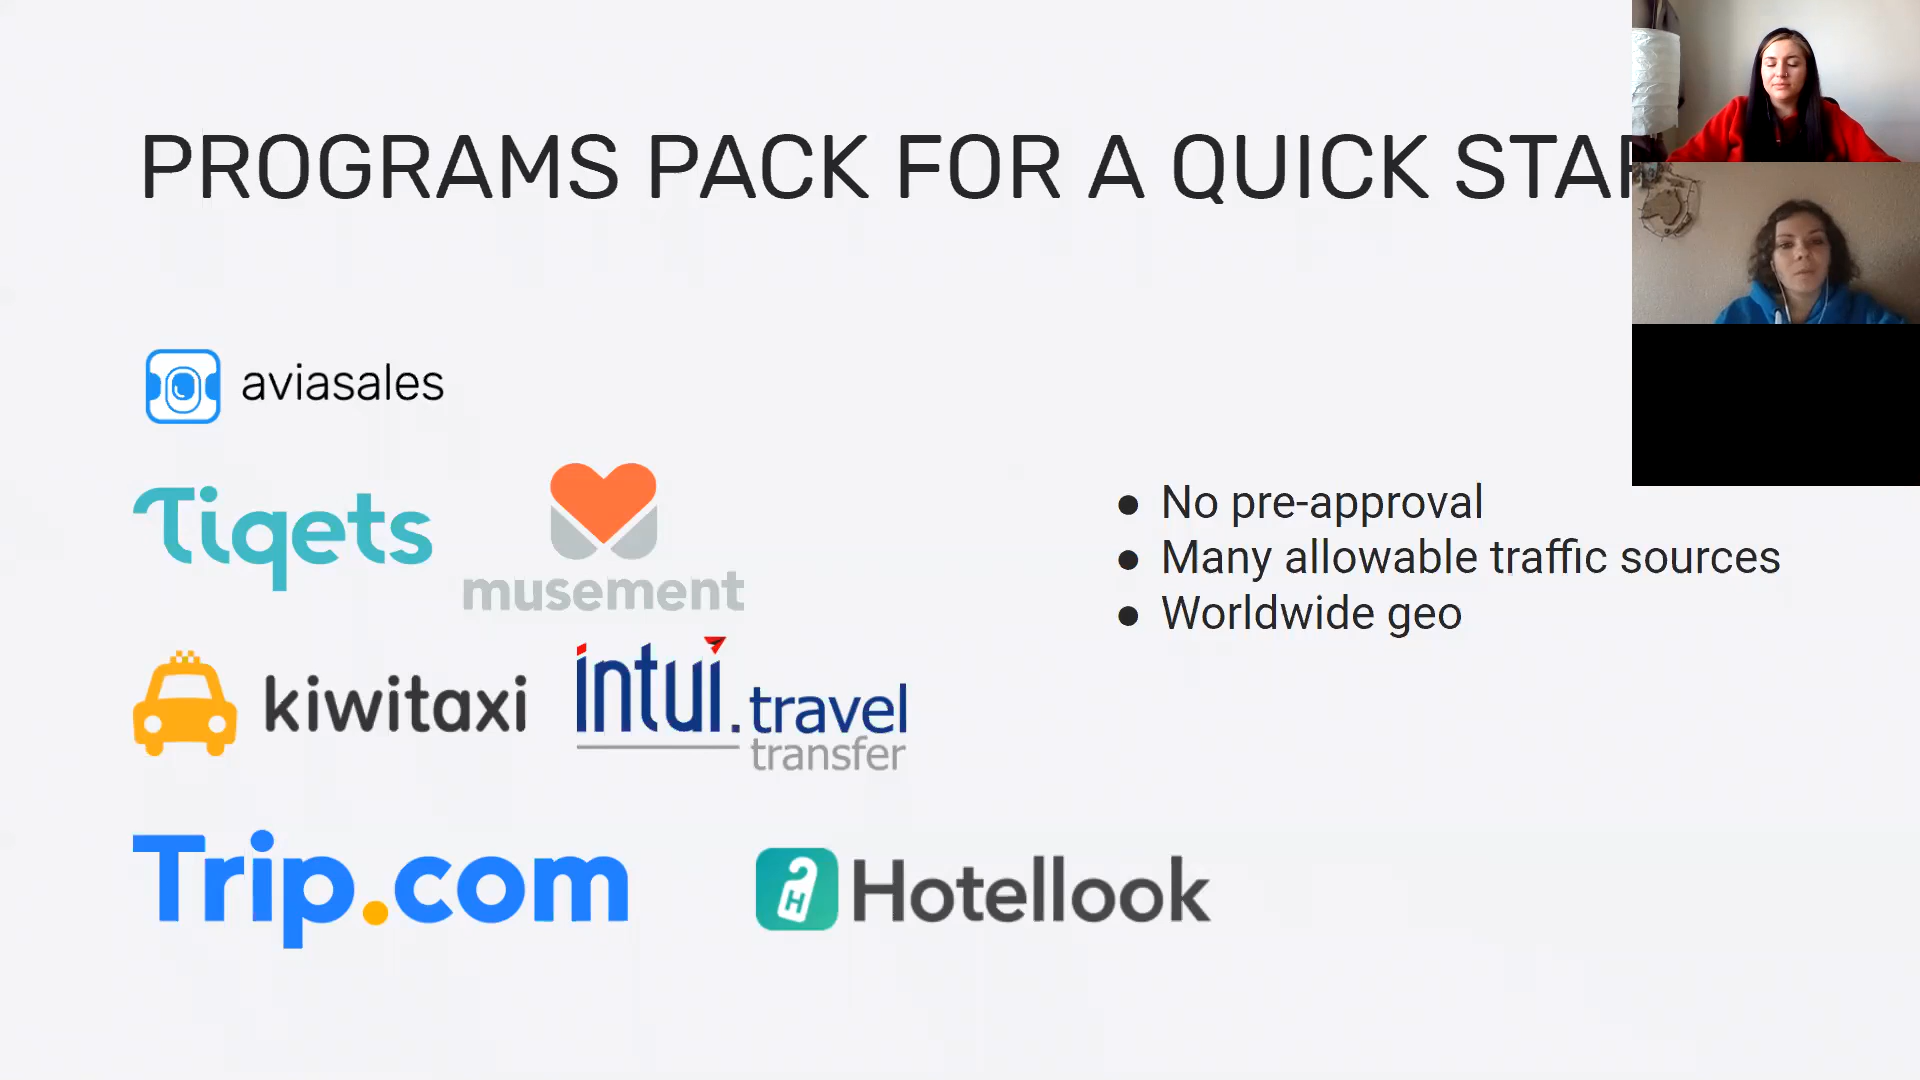 PROGRAMS PACK FOR A QUICK STA
aviasales
Tiqets
musement
kiwitaxi
intui.travel
transfer
Trip.com
H Hotellook
● No pre-approval
● Many allowable traffic sources
● Worldwide geo